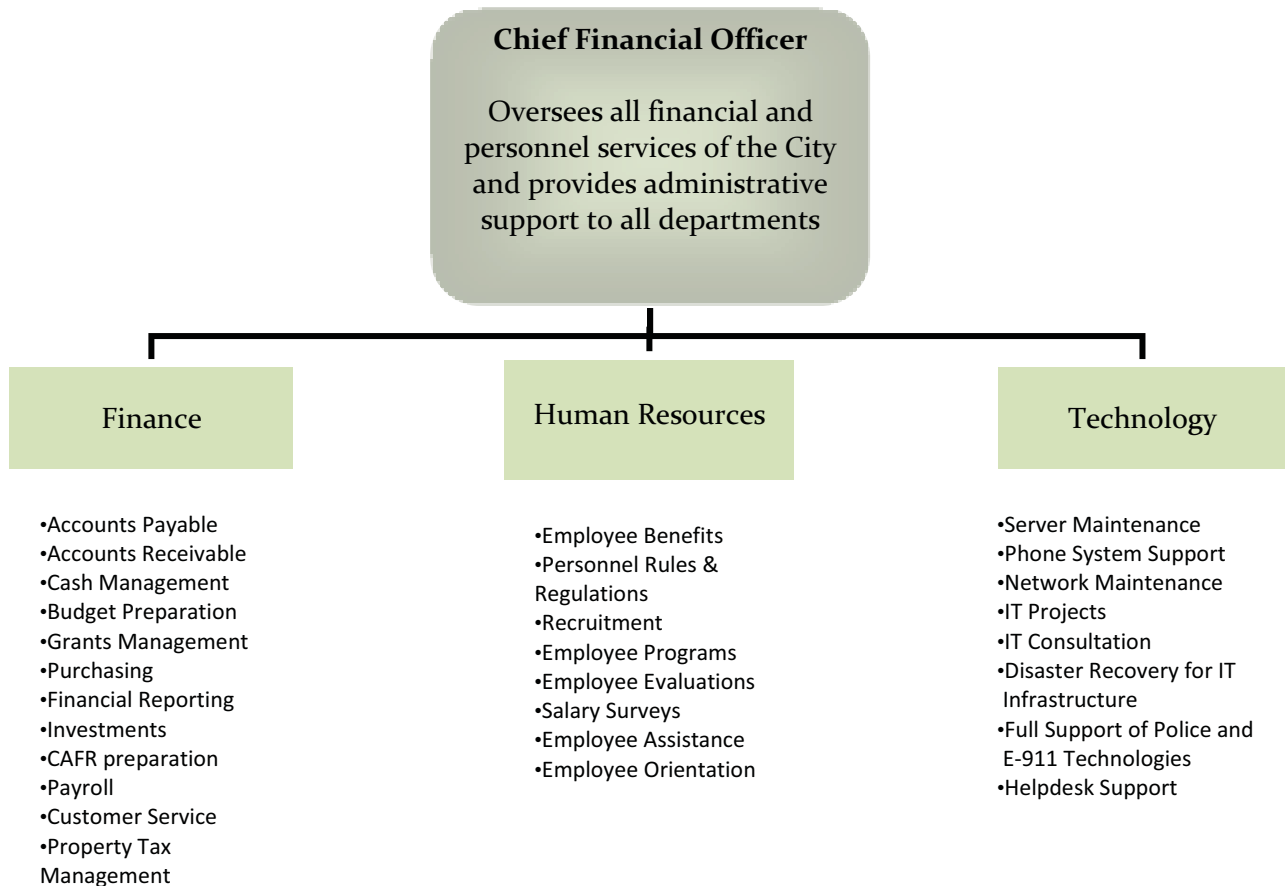 Chief Financial Officer
Oversees all financial and
personnel services of the City
and provides administrative
support to all departments
Finance
Human Resources
Technology
•Accounts Payable
•Accounts Receivable
•Cash Management
•Budget Preparation
•Grants Management
•Purchasing
•Financial Reporting
•Investments
•CAFR preparation
•Payroll
•Customer Service
•Property Tax
Management
•Employee Benefits
•Personnel Rules &
Regulations
•Recruitment
•Employee Programs
•Employee Evaluations
•Salary Surveys
•Employee Assistance
•Employee Orientation
•Server Maintenance
•Phone System Support
•Network Maintenance
•IT Projects
•IT Consultation
•Disaster Recovery for IT
Infrastructure
•Full Support of Police and
E-911 Technologies
•Helpdesk Support